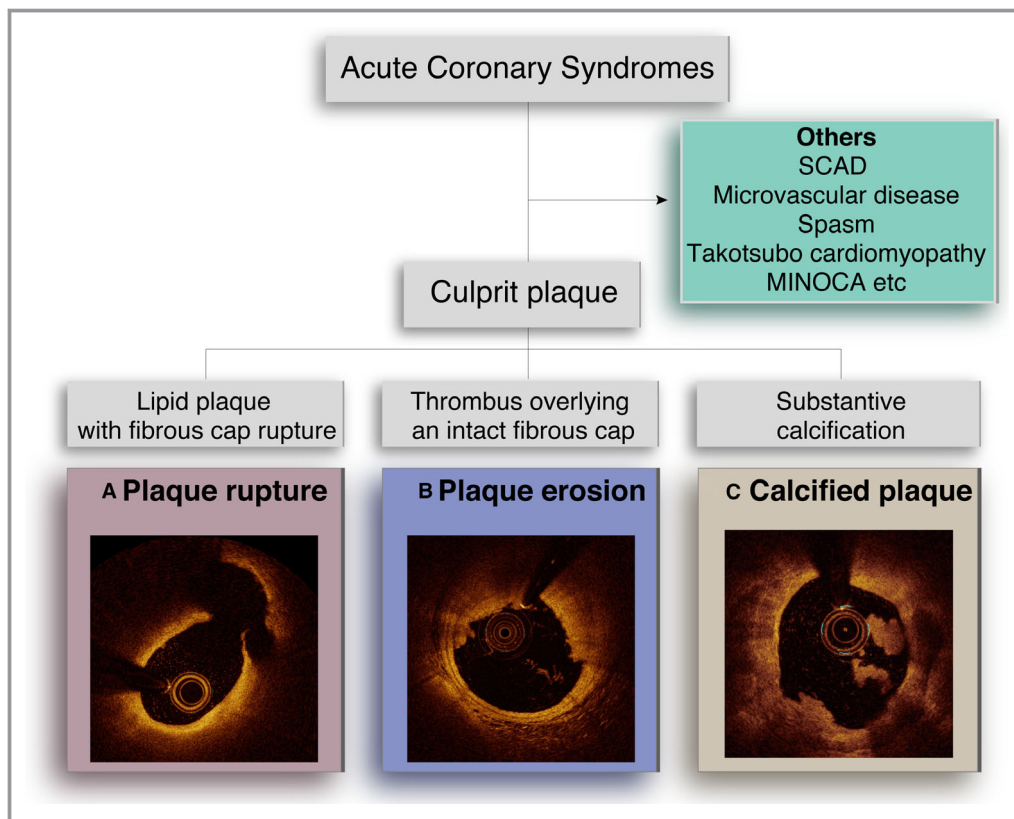 Acute Coronary Syndromes
Others
SCAD
Microvascular disease
Spasm
Takotsubo cardiomyopathy
MINOCA etc
Culprit plaque
Lipid plaque
with fibrous cap rupture
Thrombus overlying
an intact fibrous cap
Substantive
calcification
A Plaque rupture
B Plaque erosion
C Calcified plaque